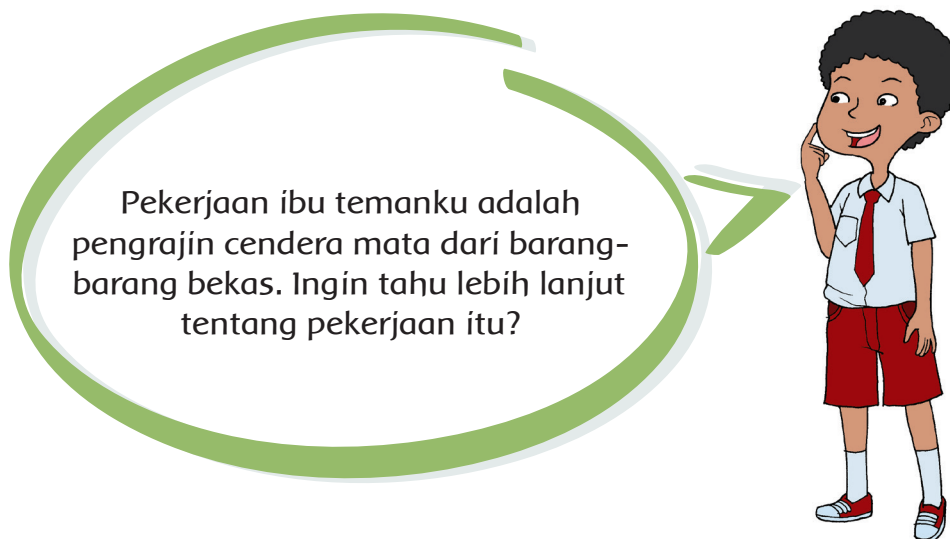 Pekerjaan ibu temanku adalah
pengrajin cendera mata dari barang-
barang bekas. Ingin tahu lebih lanjut
tentang pekerjaan itu?